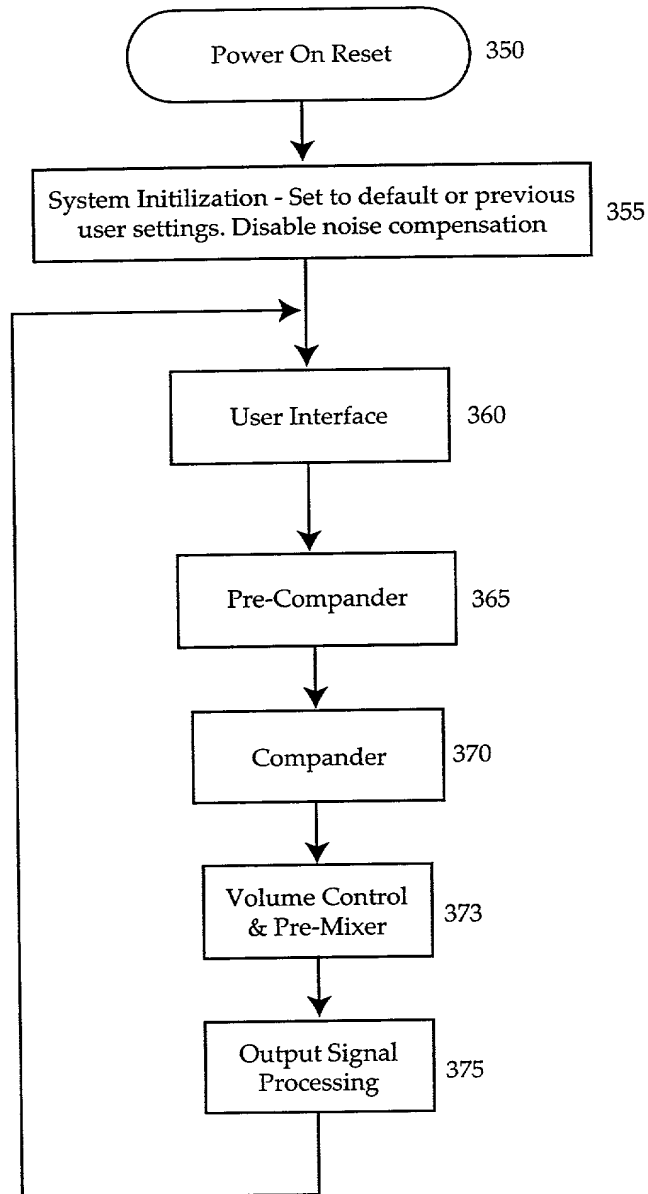 Power On Reset
350
System Initilization - Set to default or previous
user settings. Disable noise compensation
355
User Interface
360
Pre-Compander
365
Compander
370
Volume Control
& Pre-Mixer
373
Output Signal
Processing
375